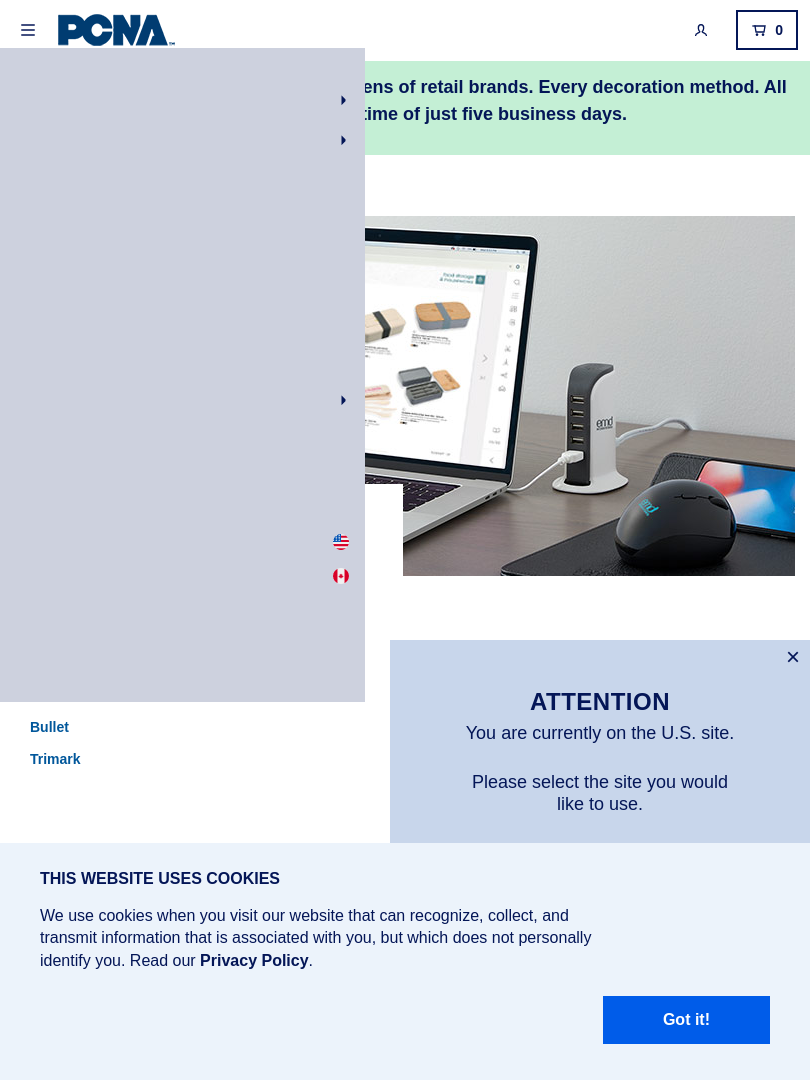 PCNA
0
ens of retail brands. Every decoration method. All
time of just five business days.
emd
Bullet
Trimark
ATTENTION
You are currently on the U.S. site.
Please select the site you would
like to use.
THIS WEBSITE USES COOKIES
We use cookies when you visit our website that can recognize, collect, and
transmit information that is associated with you, but which does not personally
identify you. Read our Privacy Policy.
Got it!